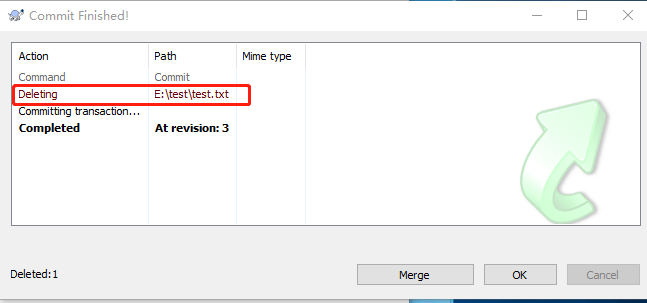 Commit Finished!
Action Path Mime type
Command Commit
Deleting E:\test\test.txt
Committing transaction...
Completed At revision: 3
Deleted:1 Merge OK Cancel